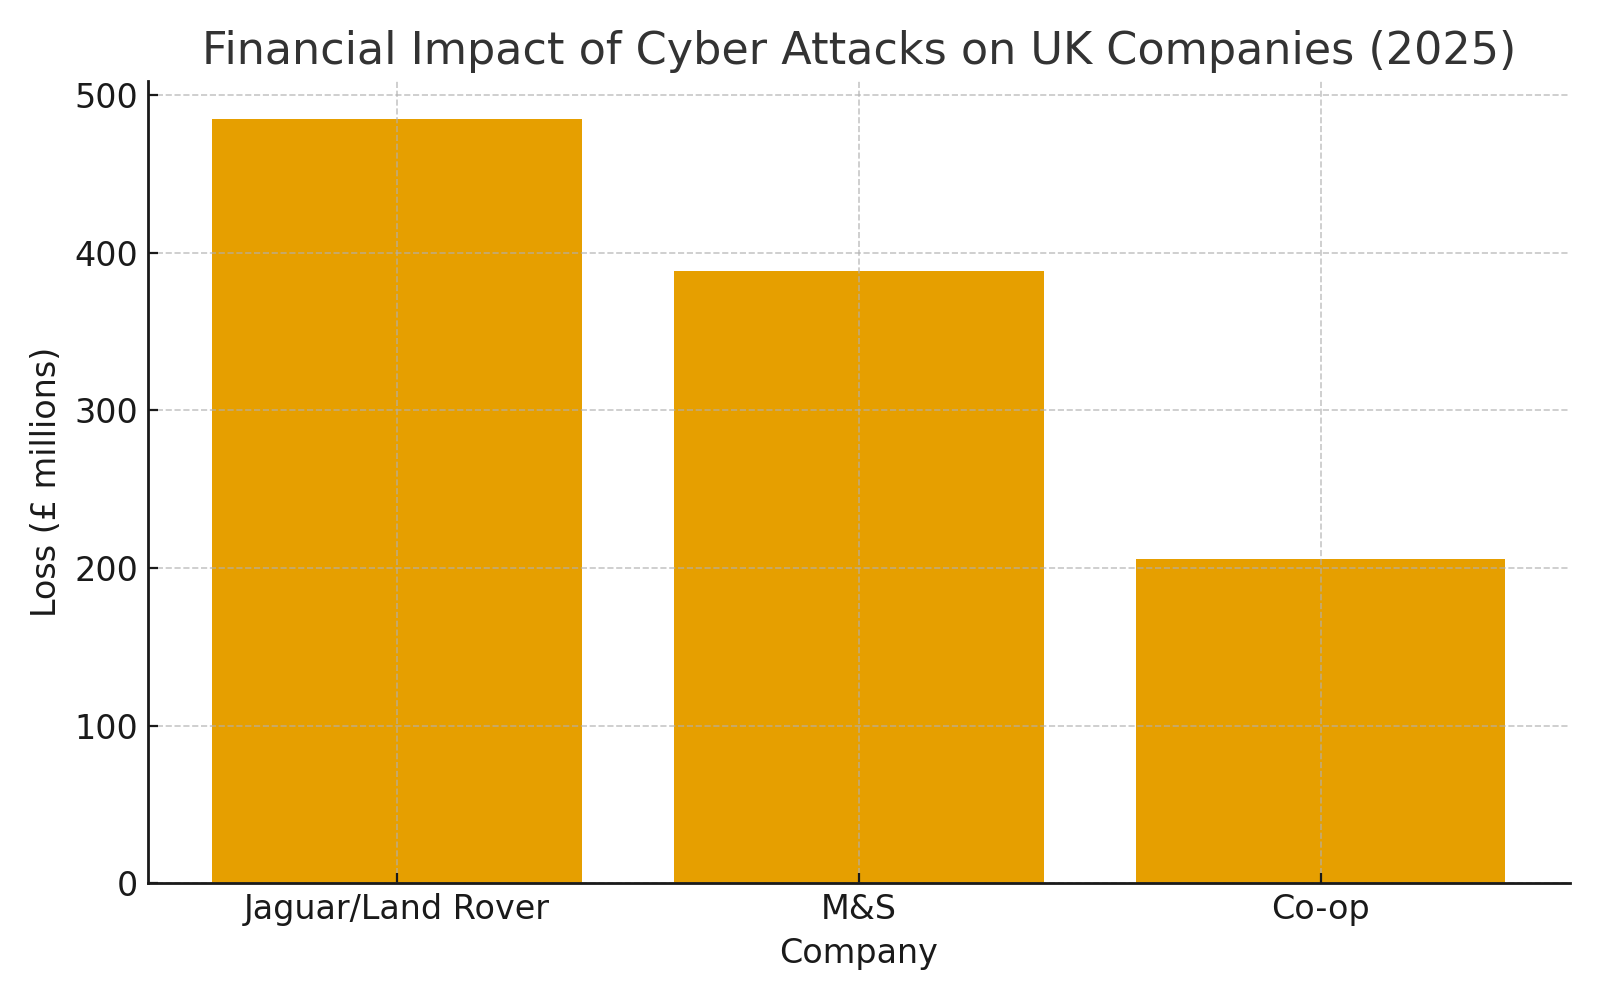 Financial Impact of Cyber Attacks on UK Companies (2025)
500
400
300
200
100
0
Loss (£ millions)
Jaguar/Land Rover
M&S
Co-op
Company